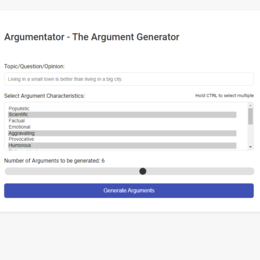 Argumentator - The Argument Generator
Topic/Question/Opinion:
Living in a small town is better than living in a big city.
Select Argument Characteristics:
Hold CTRL to select multiple
Populistic
Scientific
Factual
Emotional
Aggravating
Provocative
Humorous
Number of Arguments to be generated: 6
Generate Arguments